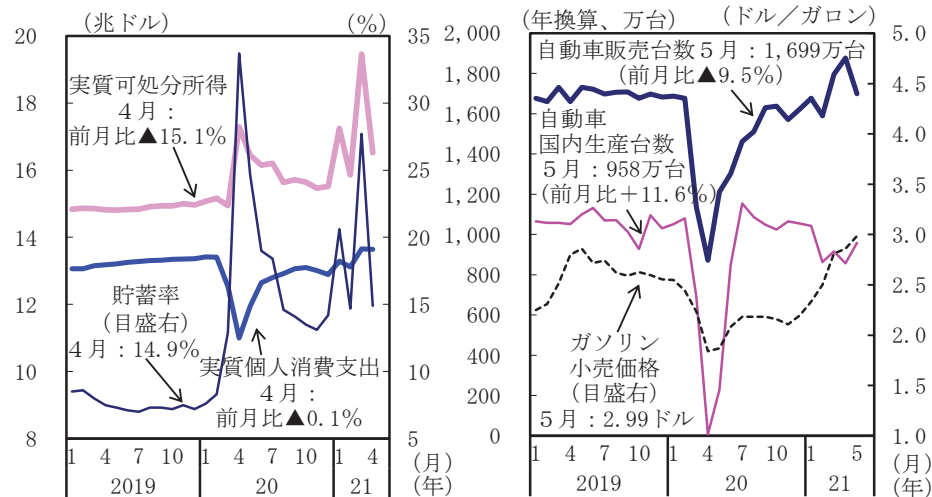 （兆ドル）
（%）
20
18
16
14
12
10
8
35
30
25
20
15
10
5
実質可処分所得
４月：
前月比▲15.1%
貯蓄率
（目盛右）
４月：14.9%
実質個人消費支出
４月：
前月比▲0.1%
1 4 7 10 1 4 7 10 1 4
（月）
2019 20 21
（年）
（年換算、万台）
（ドル／ガロン）
2,000
1,800
1,600
1,400
1,200
1,000
800
600
400
200
0
5.0
4.5
4.0
3.5
3.0
2.5
2.0
1.5
1.0
自動車販売台数５月：1,699万台
（前月比▲9.5%）
自動車
国内生産台数
５月：958万台
（前月比＋11.6%）
ガソリン
小売価格
（目盛右）
５月：2.99ドル
1 4 7 10 1 4 7 10 1 5
（月）
2019 20 21
（年）